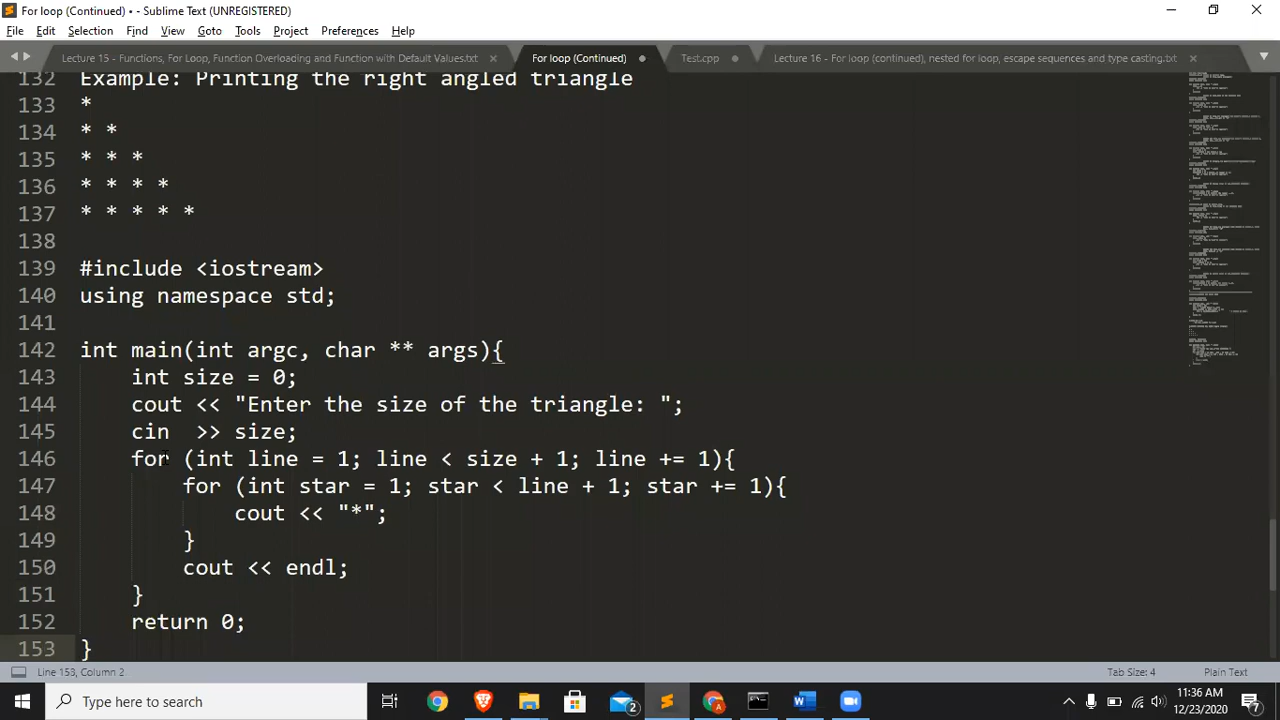 For loop (Continued) • - Sublime Text (UNREGISTERED)
File Edit Selection Find View Goto Tools Project Preferences Help
Lecture 15 - Functions, For Loop, Function Overloading and Function with Default Values.txt For loop (Continued) Test.cpp Lecture 16 - For loop (continued), nested for loop, escape sequences and type casting.txt
132 Example: Printing the right angled triangle
133 *
134 * *
135 * * *
136 * * * *
137 * * * * *
138
139 #include <iostream>
140 using namespace std;
141
142 int main(int argc, char ** args){
143     int size = 0;
144     cout << "Enter the size of the triangle: ";
145     cin  >> size;
146     for (int line = 1; line < size + 1; line += 1){
147         for (int star = 1; star < line + 1; star += 1){
148             cout << "*";
149         }
150         cout << endl;
151     }
152     return 0;
153 }
Line 153, Column 2 Tab Size: 4 Plain Text
Type here to search 2 11:36 AM
12/23/2020 7